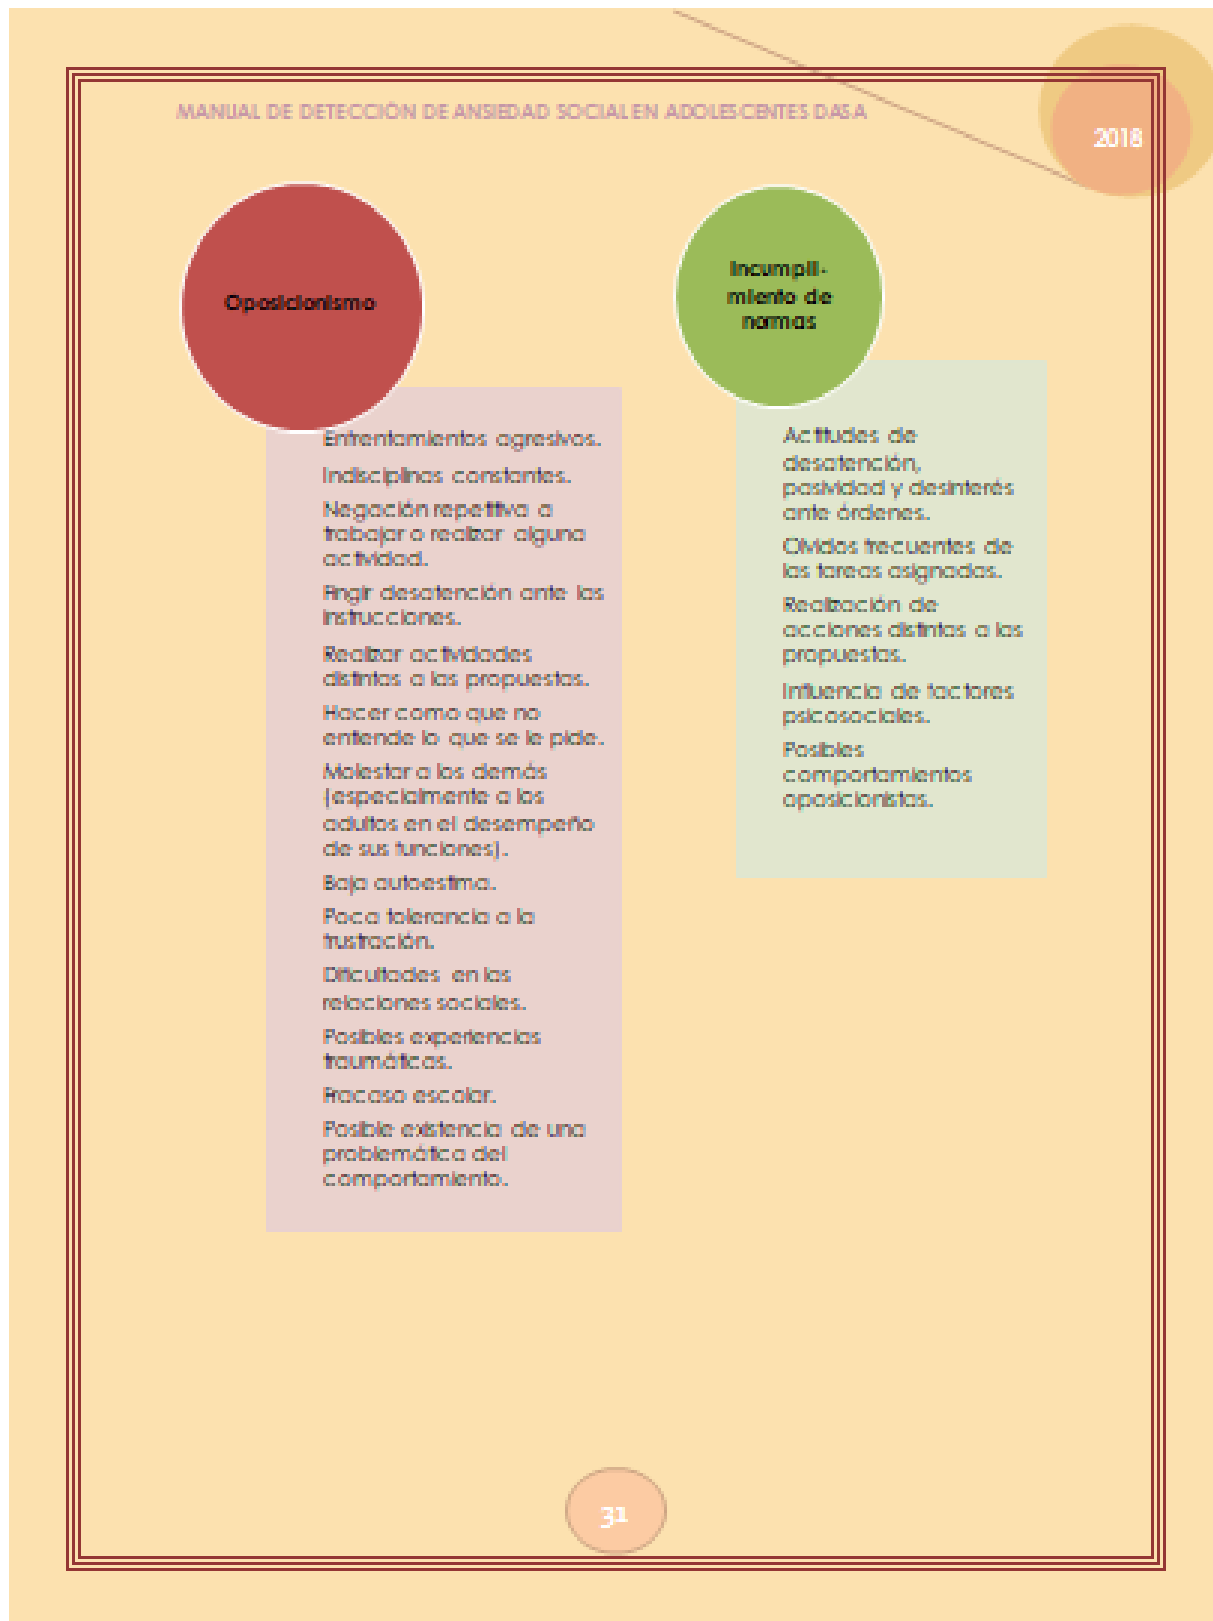 MANUAL DE DETECCIÓN DE ANSIEDAD SOCIAL EN ADOLESCENTES DASA
2018
Oposicionismo
Enfrentamientos agresivos.
Indisciplinas constantes.
Negación repetitiva a
trabajar o realizar alguna
actividad.
Fingir desatención ante las
instrucciones.
Realizar actividades
distintas a las propuestas.
Hacer como que no
entiende lo que se le pide.
Molestar a los demás
(especialmente a los
adultos en el desempeño
de sus funciones).
Baja autoestima.
Poca tolerancia a la
frustración.
Dificultades en las
relaciones sociales.
Posibles experiencias
traumáticas.
Fracaso escolar.
Posible existencia de una
problemática del
comportamiento.
Incumpli-
miento de
normas
Actitudes de
desatención,
pasividad y desinterés
ante órdenes.
Olvidos frecuentes de
las tareas asignadas.
Realización de
acciones distintas a las
propuestas.
Influencia de factores
psicosociales.
Posibles
comportamientos
oposicionistas.
31